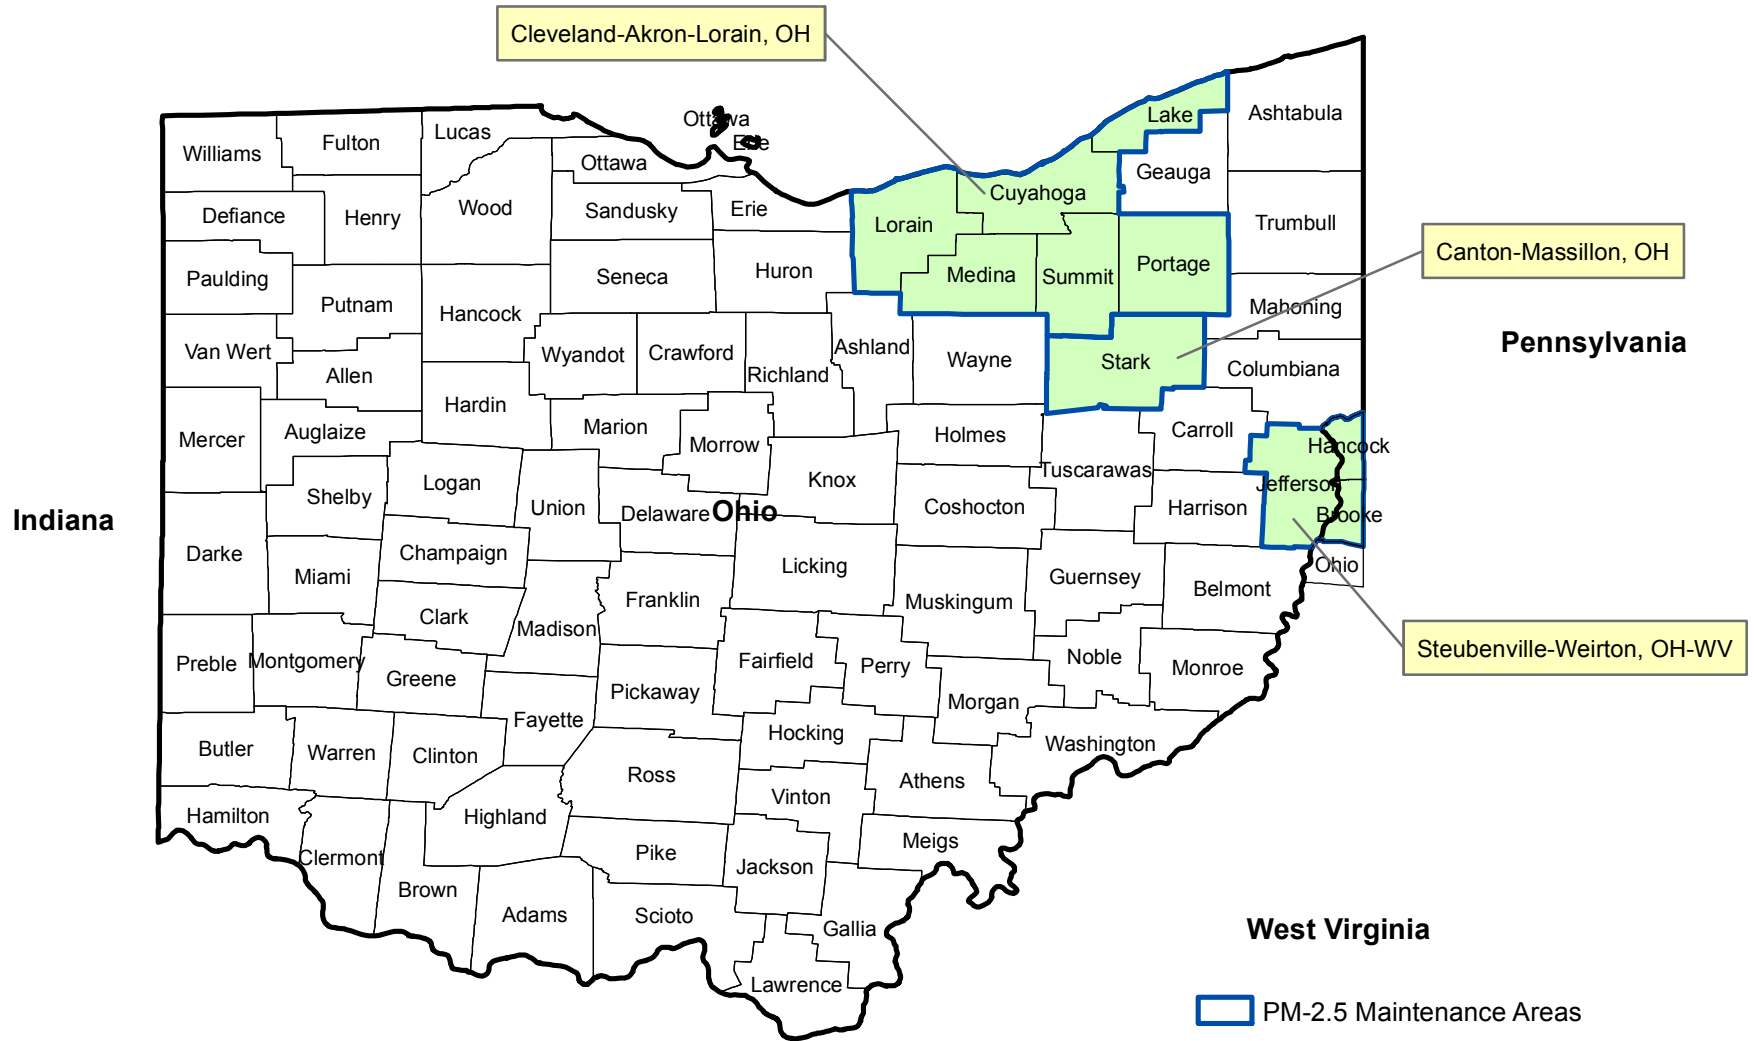 Cleveland-Akron-Lorain, OH
Lake
Ashtabula
Ottawa
Erie
Lucas
Fulton
Williams
Ottawa
Geauga
Cuyahoga
Wood
Sandusky
Erie
Defiance
Henry
Lorain
Trumbull
Canton-Massillon, OH
Portage
Huron
Medina
Summit
Seneca
Paulding
Putnam
Mahoning
Hancock
Pennsylvania
Van Wert
Wyandot
Crawford
Ashland
Wayne
Stark
Columbiana
Allen
Richland
Hardin
Marion
Auglaize
Mercer
Morrow
Holmes
Carroll
Hancock
Tuscarawas
Knox
Logan
Jefferson
Shelby
Union
Delaware
Ohio
Coshocton
Harrison
Brooke
Indiana
Darke
Champaign
Licking
Ohio
Miami
Guernsey
Belmont
Franklin
Muskingum
Clark
Madison
Steubenville-Weirton, OH-WV
Preble
Montgomery
Fairfield
Perry
Noble
Monroe
Greene
Pickaway
Morgan
Fayette
Hocking
Washington
Butler
Warren
Clinton
Ross
Athens
Vinton
Hamilton
Highland
Meigs
Clermont
Pike
Jackson
Brown
Adams
Scioto
Gallia
West Virginia
Lawrence
PM-2.5 Maintenance Areas